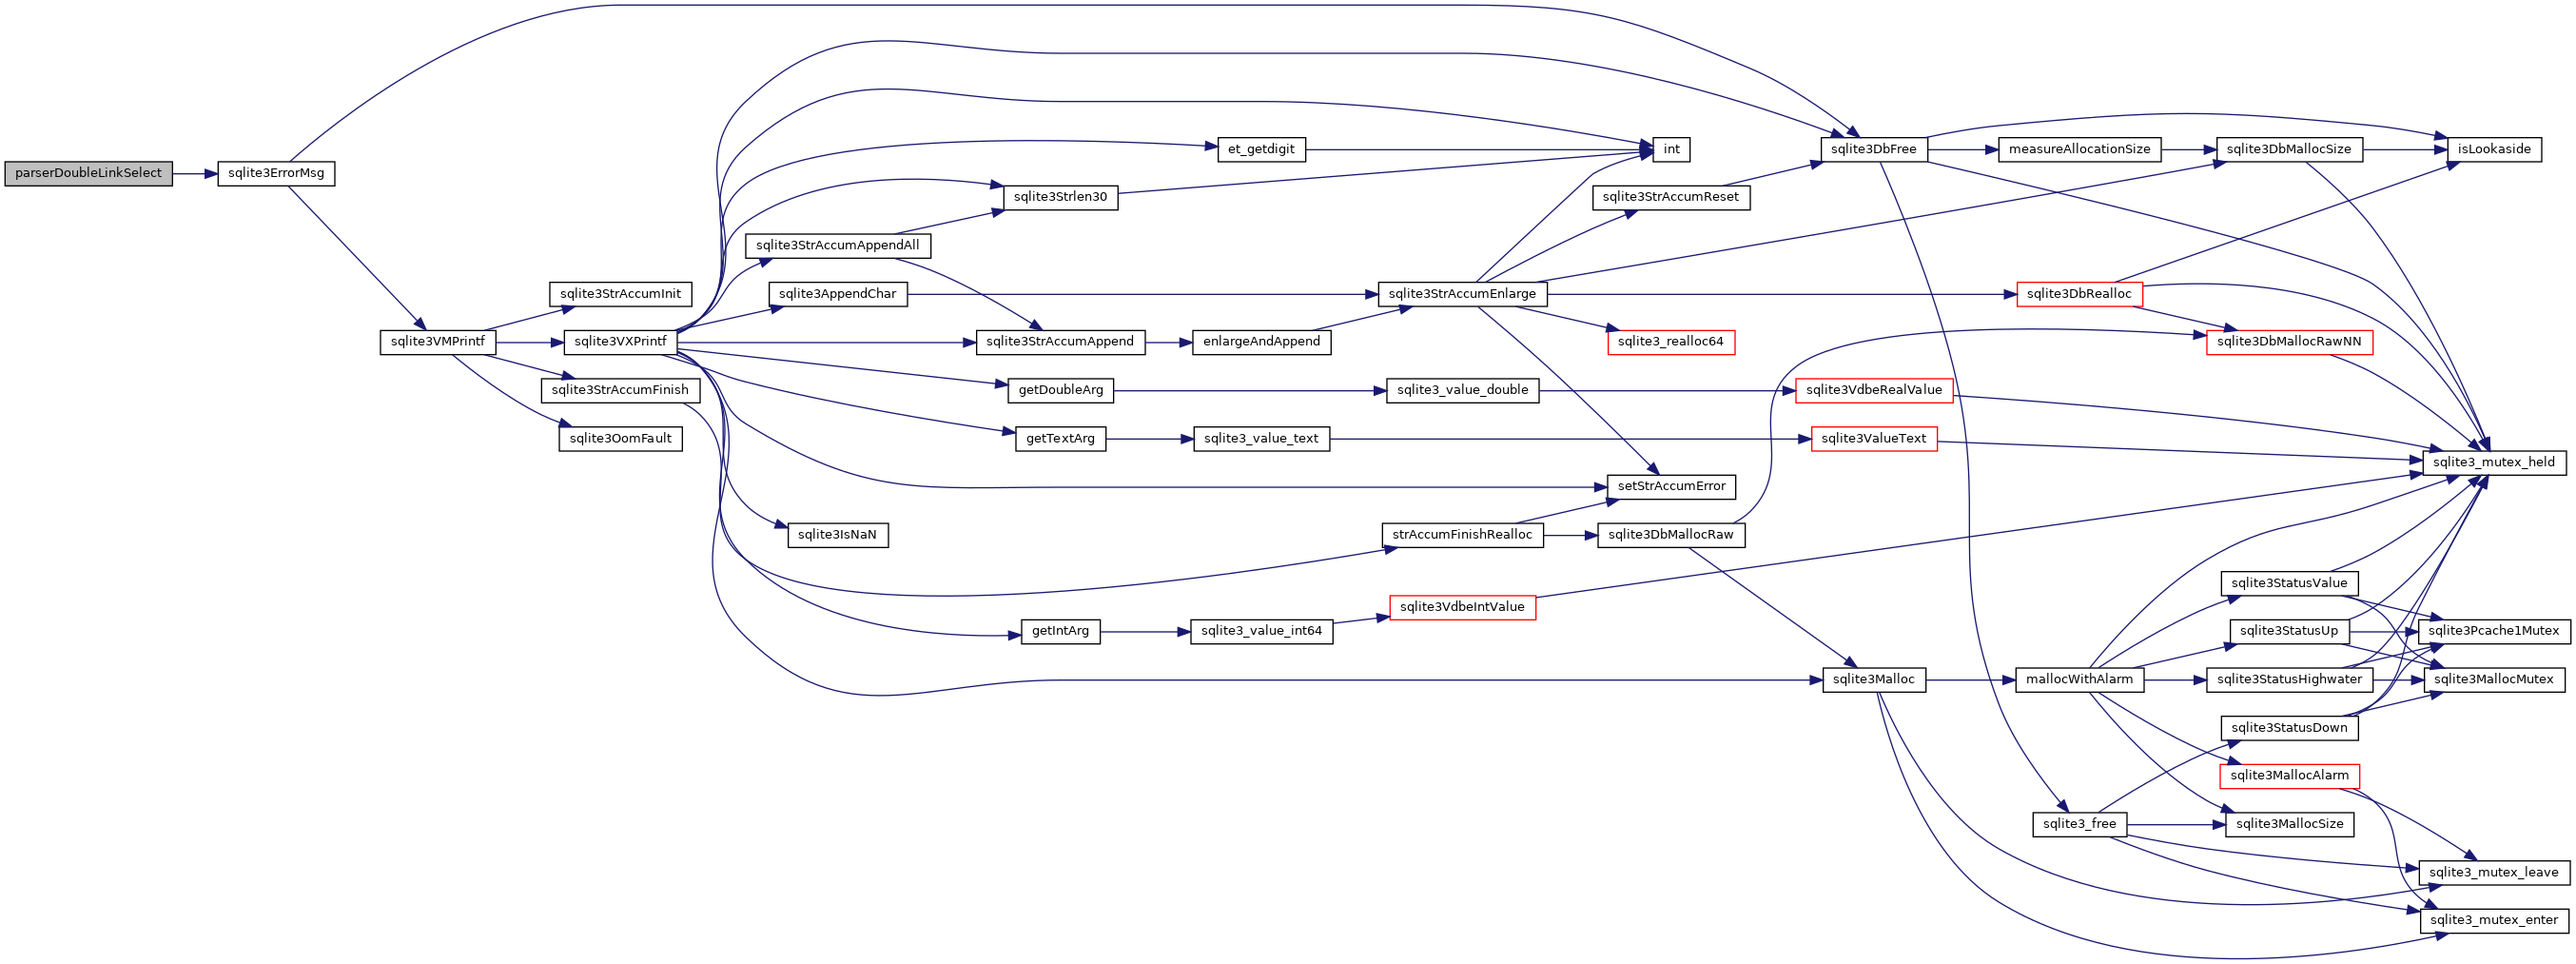 parserDoubleLinkSelect
sqlite3ErrorMsg
sqlite3VMPrintf
sqlite3StrAccumInit
sqlite3VXPrintf
sqlite3StrAccumFinish
sqlite3OomFault
sqlite3StrAccumAppendAll
sqlite3AppendChar
sqlite3IsNaN
sqlite3Strlen30
sqlite3StrAccumAppend
getDoubleArg
getTextArg
getIntArg
et_getdigit
enlargeAndAppend
sqlite3_value_text
sqlite3_value_int64
sqlite3StrAccumEnlarge
sqlite3_value_double
strAccumFinishRealloc
sqlite3VdbeIntValue
int
sqlite3StrAccumReset
sqlite3_realloc64
setStrAccumError
sqlite3DbMallocRaw
sqlite3DbFree
sqlite3VdbeRealValue
sqlite3ValueText
sqlite3Malloc
measureAllocationSize
sqlite3DbRealloc
mallocWithAlarm
sqlite3_free
sqlite3DbMallocSize
sqlite3DbMallocRawNN
sqlite3StatusValue
sqlite3StatusUp
sqlite3StatusHighwater
sqlite3StatusDown
sqlite3MallocAlarm
sqlite3MallocSize
isLookaside
sqlite3_mutex_held
sqlite3Pcache1Mutex
sqlite3MallocMutex
sqlite3_mutex_leave
sqlite3_mutex_enter